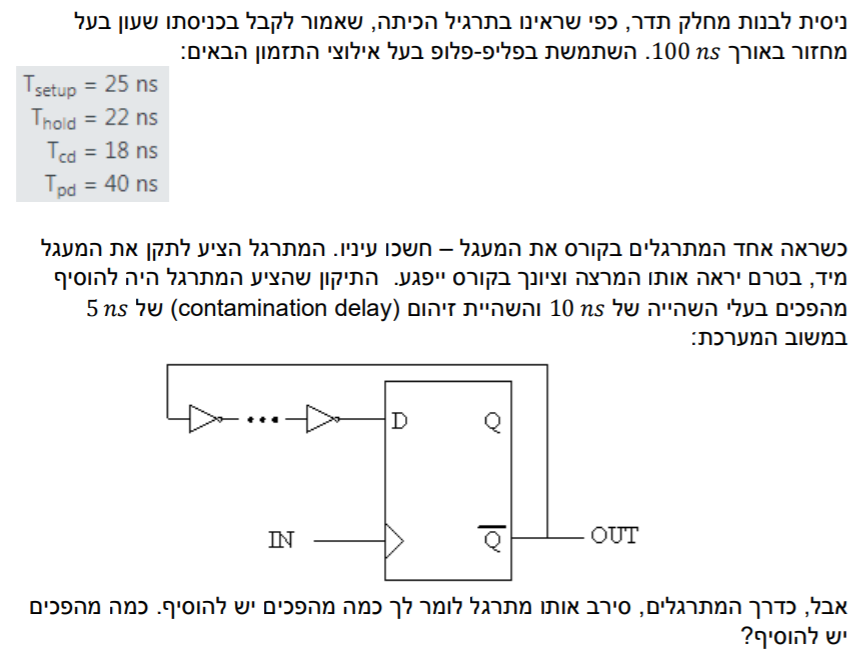 ניסית לבנות מחלק תדר, כפי שראינו בתרגיל הכיתה, שאמור לקבל בכניסתו שעון בעל
מחזור באורך 100 ns. השתמשת בפליפ-פלופ בעל אילוצי התזמון הבאים:
Tsetup = 25 ns
Thold = 22 ns
Tcd = 18 ns
Tpd = 40 ns
כשראה אחד המתרגלים בקורס את המעגל – חשכו עיניו. המתרגל הציע לתקן את המעגל
מיד, בטרם יראה אותו המרצה וציונך בקורס ייפגע. התיקון שהציע המתרגל היה להוסיף
מהפכים בעלי השהייה של 10 ns והשהיית זיהום (contamination delay) של 5 ns
במשוב המערכת:
D Q
IN Q OUT
אבל, כדרך המתרגלים, סירב אותו מתרגל לומר לך כמה מהפכים יש להוסיף. כמה מהפכים
יש להוסיף?